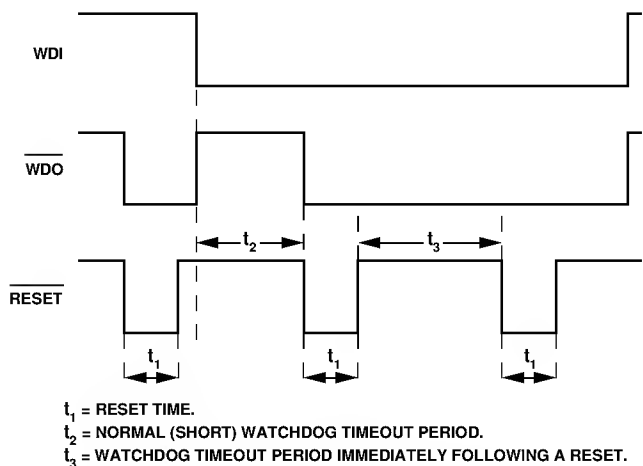 WDI
WDO
t2
t3
RESET
t1
t1
t1
t1 = RESET TIME.
t2 = NORMAL (SHORT) WATCHDOG TIMEOUT PERIOD.
t3 = WATCHDOG TIMEOUT PERIOD IMMEDIATELY FOLLOWING A RESET.